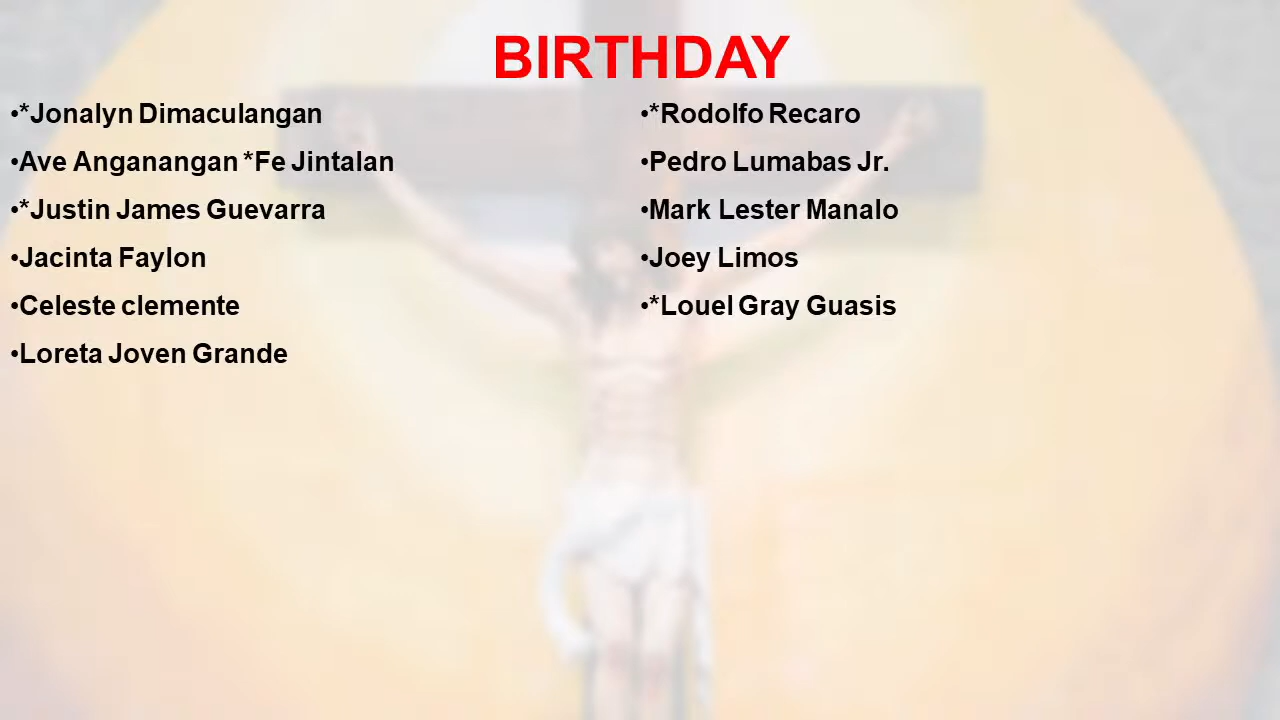 BIRTHDAY
•*Jonalyn Dimaculangan
•Ave Anganangan *Fe Jintalan
•*Justin James Guevarra
•Jacinta Faylon
•Celeste clemente
•Loreta Joven Grande
•*Rodolfo Recaro
•Pedro Lumabas Jr.
•Mark Lester Manalo
•Joey Limos
•*Louel Gray Guasis